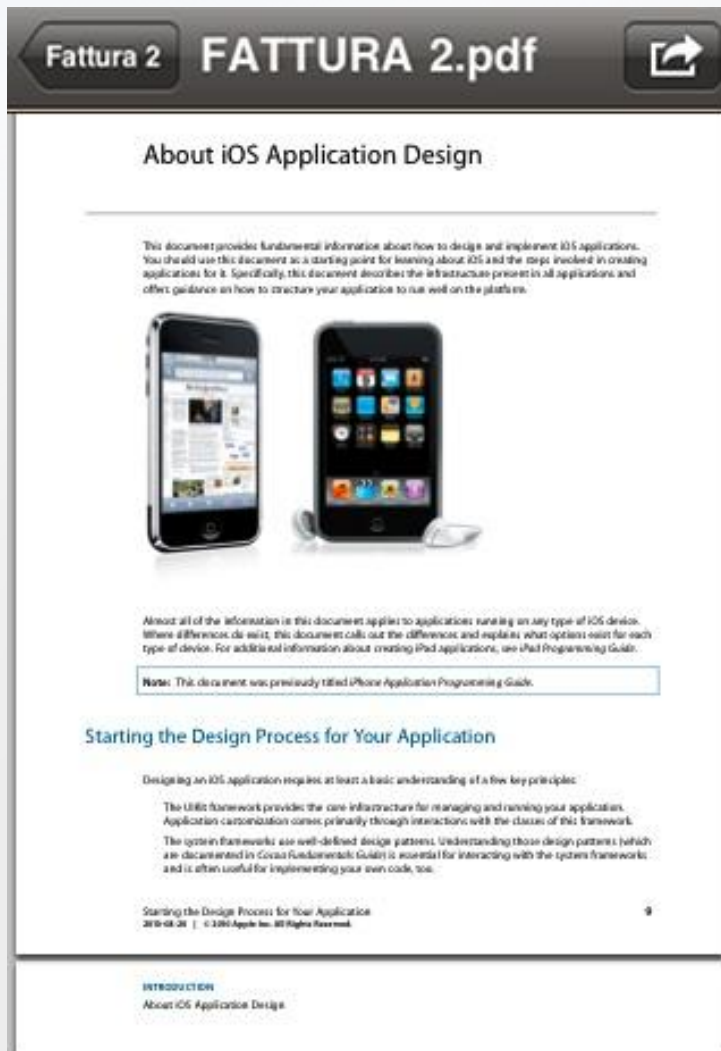 Fattura 2
FATTURA 2.pdf
About iOS Application Design
This document provides fundamental information about how to design and implement iOS applications.
You should use this document as a starting point for learning about iOS and the steps involved in creating
applications for it. Specifically, this document describes the infrastructure present in all applications and
offers guidance on how to structure your application to run well on the platform.
Almost all of the information in this document applies to applications running on any type of iOS device.
Where differences do exist, this document calls out the differences and explains what options exist for each
type of device. For additional information about creating iPad applications, see iPad Programming Guide.
Note: This document was previously titled iPhone Application Programming Guide.
Starting the Design Process for Your Application
Designing an iOS application requires at least a basic understanding of a few key principles:
The UIKit framework provides the core infrastructure for managing and running your application.
Application customization comes primarily through interactions with the classes of this framework.
The system frameworks use well-defined design patterns. Understanding those design patterns (which
are documented in Cocoa Fundamentals Guide) is essential for interacting with the system frameworks
and is often useful for implementing your own code, too.
Starting the Design Process for Your Application
9
2010-08-20 | © 2010 Apple Inc. All Rights Reserved.
INTRODUCTION
About iOS Application Design